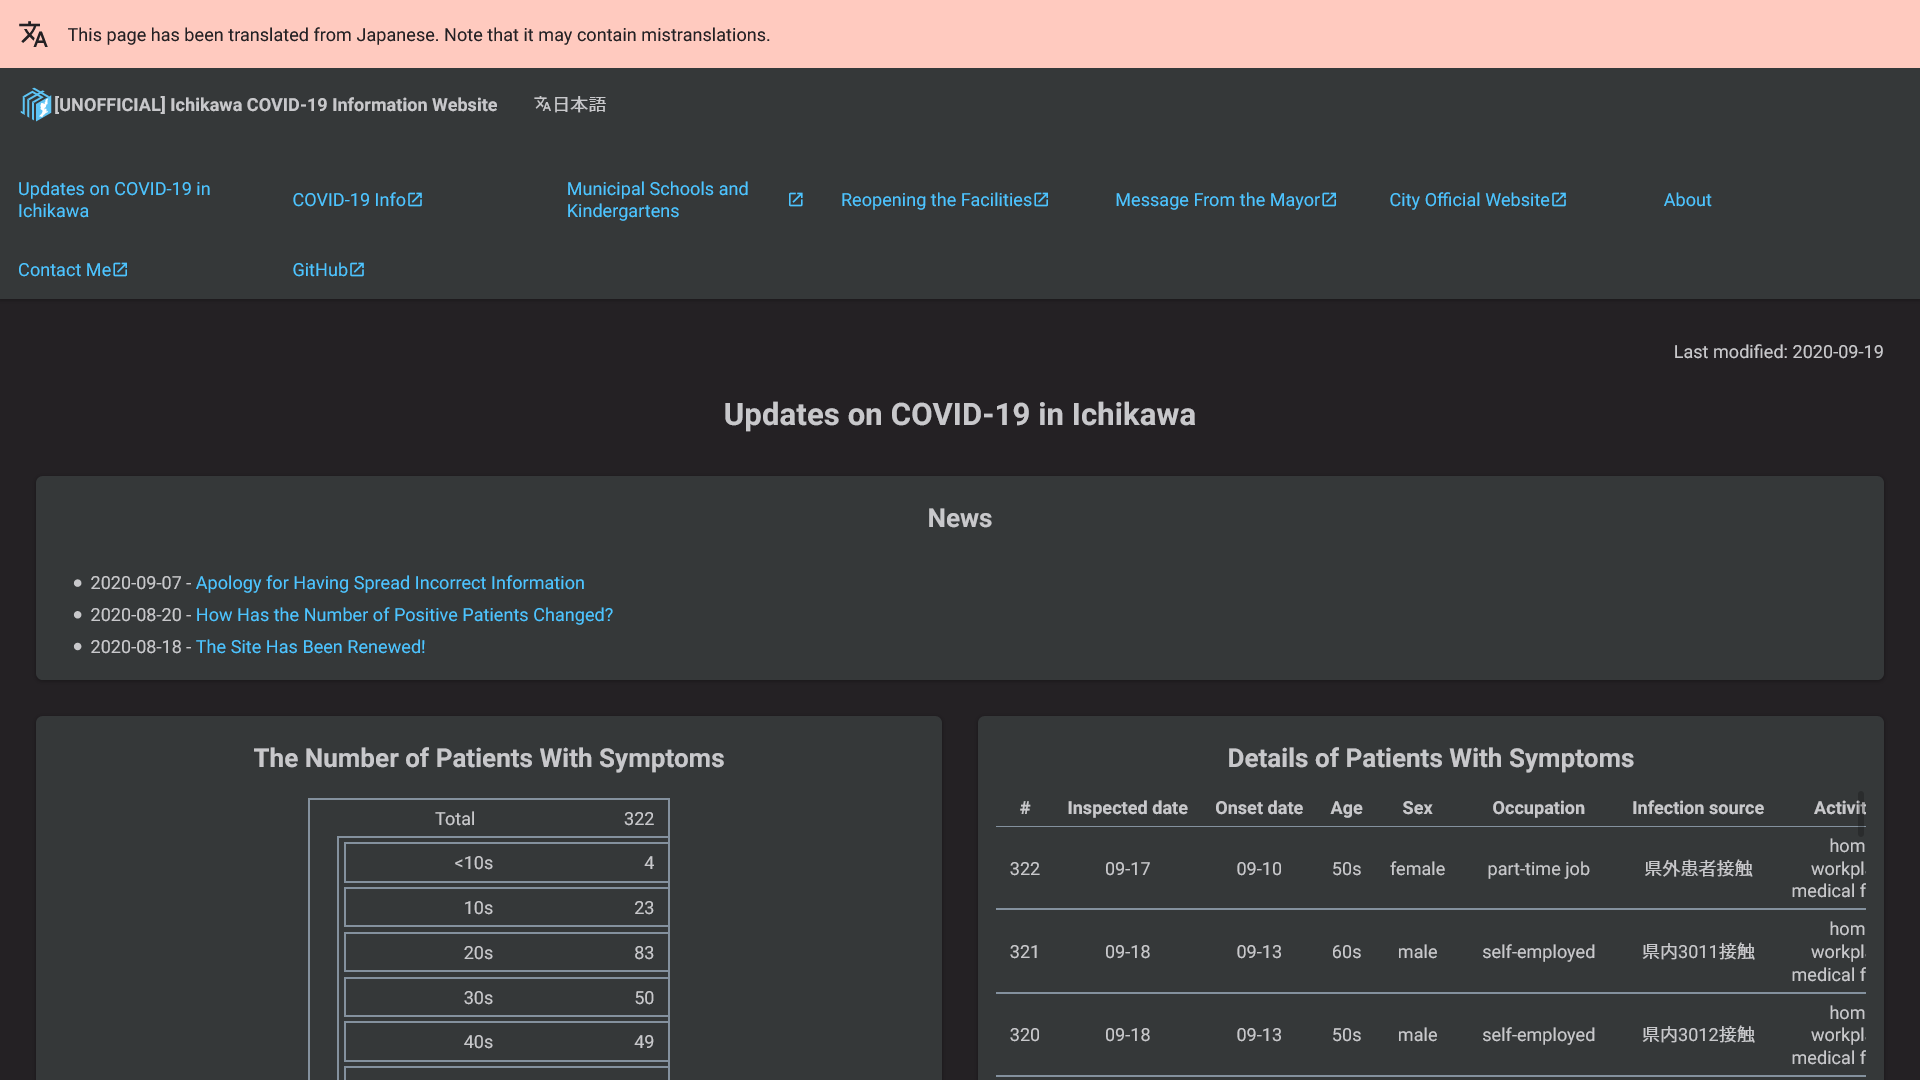 This page has been translated from Japanese. Note that it may contain mistranslations.
[UNOFFICIAL] Ichikawa COVID-19 Information Website
日本語
Updates on COVID-19 in
Ichikawa
COVID-19 Info
Municipal Schools and
Kindergartens
Reopening the Facilities
Message From the Mayor
City Official Website
About
Contact Me
GitHub
Last modified: 2020-09-19
Updates on COVID-19 in Ichikawa
News
2020-09-07 - Apology for Having Spread Incorrect Information
2020-08-20 - How Has the Number of Positive Patients Changed?
2020-08-18 - The Site Has Been Renewed!
The Number of Patients With Symptoms
Total 322
<10s 4
10s 23
20s 83
30s 50
40s 49
Details of Patients With Symptoms
# Inspected date Onset date Age Sex Occupation Infection source Activit
hom
322 09-17 09-10 50s female part-time job 県外患者接触 workpl
medical f
hom
321 09-18 09-13 60s male self-employed 県内3011接触 workpl
medical f
hom
320 09-18 09-13 50s male self-employed 県内3012接触 workpl
medical f